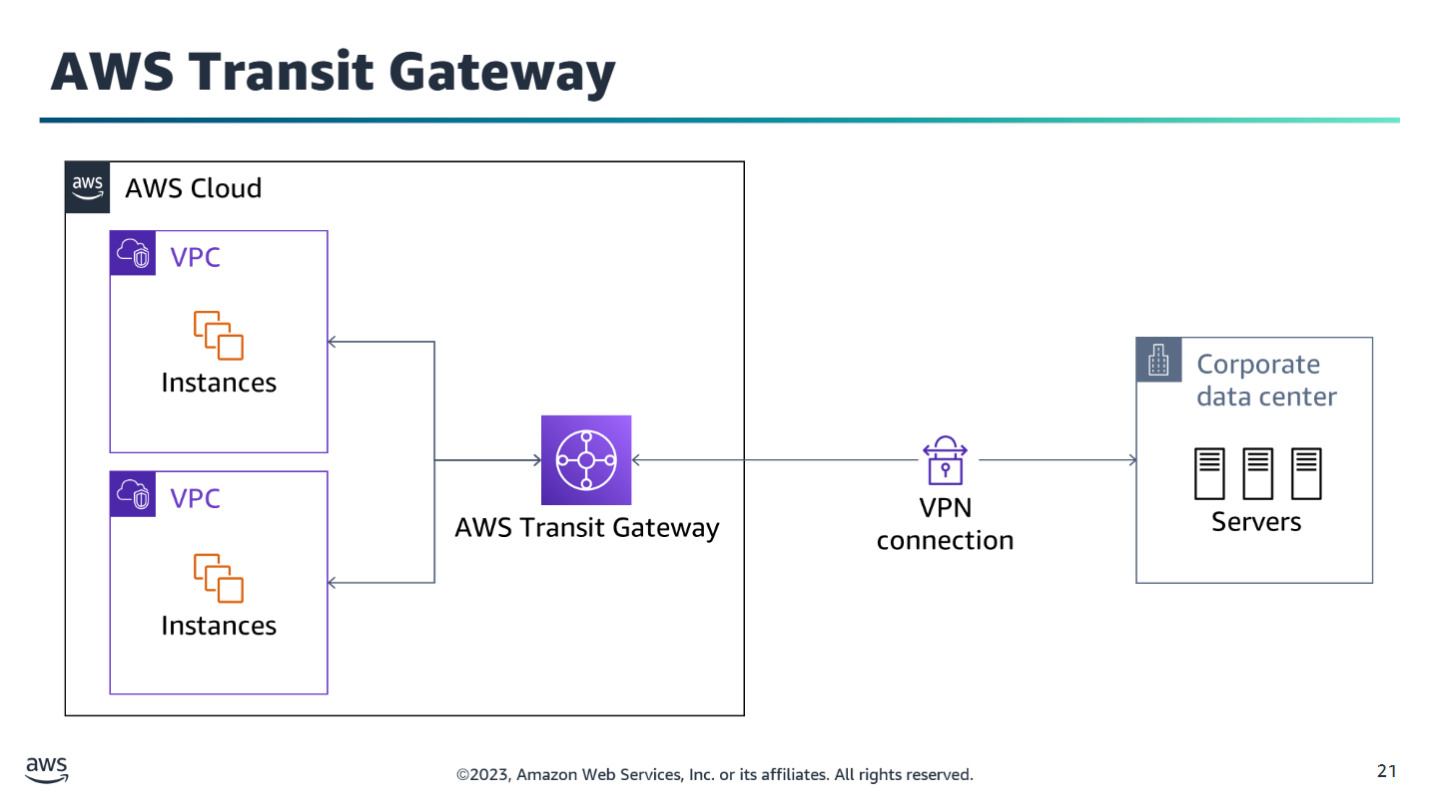 AWS Transit Gateway
aws
AWS Cloud
VPC
Instances
VPC
Instances
AWS Transit Gateway
VPN
connection
Corporate
data center
Servers
aws
©2023, Amazon Web Services, Inc. or its affiliates. All rights reserved.
21